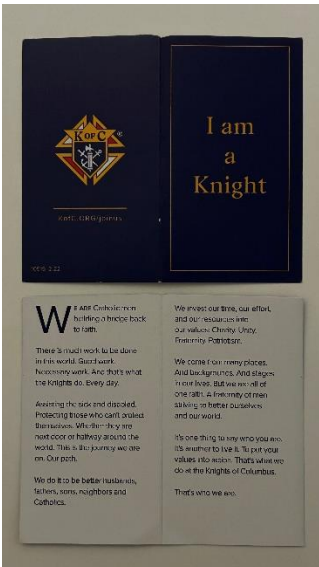 K OF C
®
KofC.ORG/joinus
I am
a
Knight
WE ARE Catholic men
building a bridge back
to faith.
There is much work to be done
in this world. Good work.
Necessary work. And that's what
the Knights do. Every day.
Assisting the sick and disabled.
Protecting those who can't protect
themselves. Whether they are
next door or halfway around the
world. This is the journey we are
on. Our path.
We do it to be better husbands,
fathers, sons, neighbors and
Catholics.
We invest our time, our effort,
and our resources into
our values: Charity. Unity.
Fraternity. Patriotism.
We come from many places.
And backgrounds. And stages
in our lives. But we are all of
one faith. A fraternity of men
striving to better ourselves
and our world.
It's one thing to say who you are.
It's another to live it. To put your
values into action. That's what we
do at the Knights of Columbus.
That's who we are.